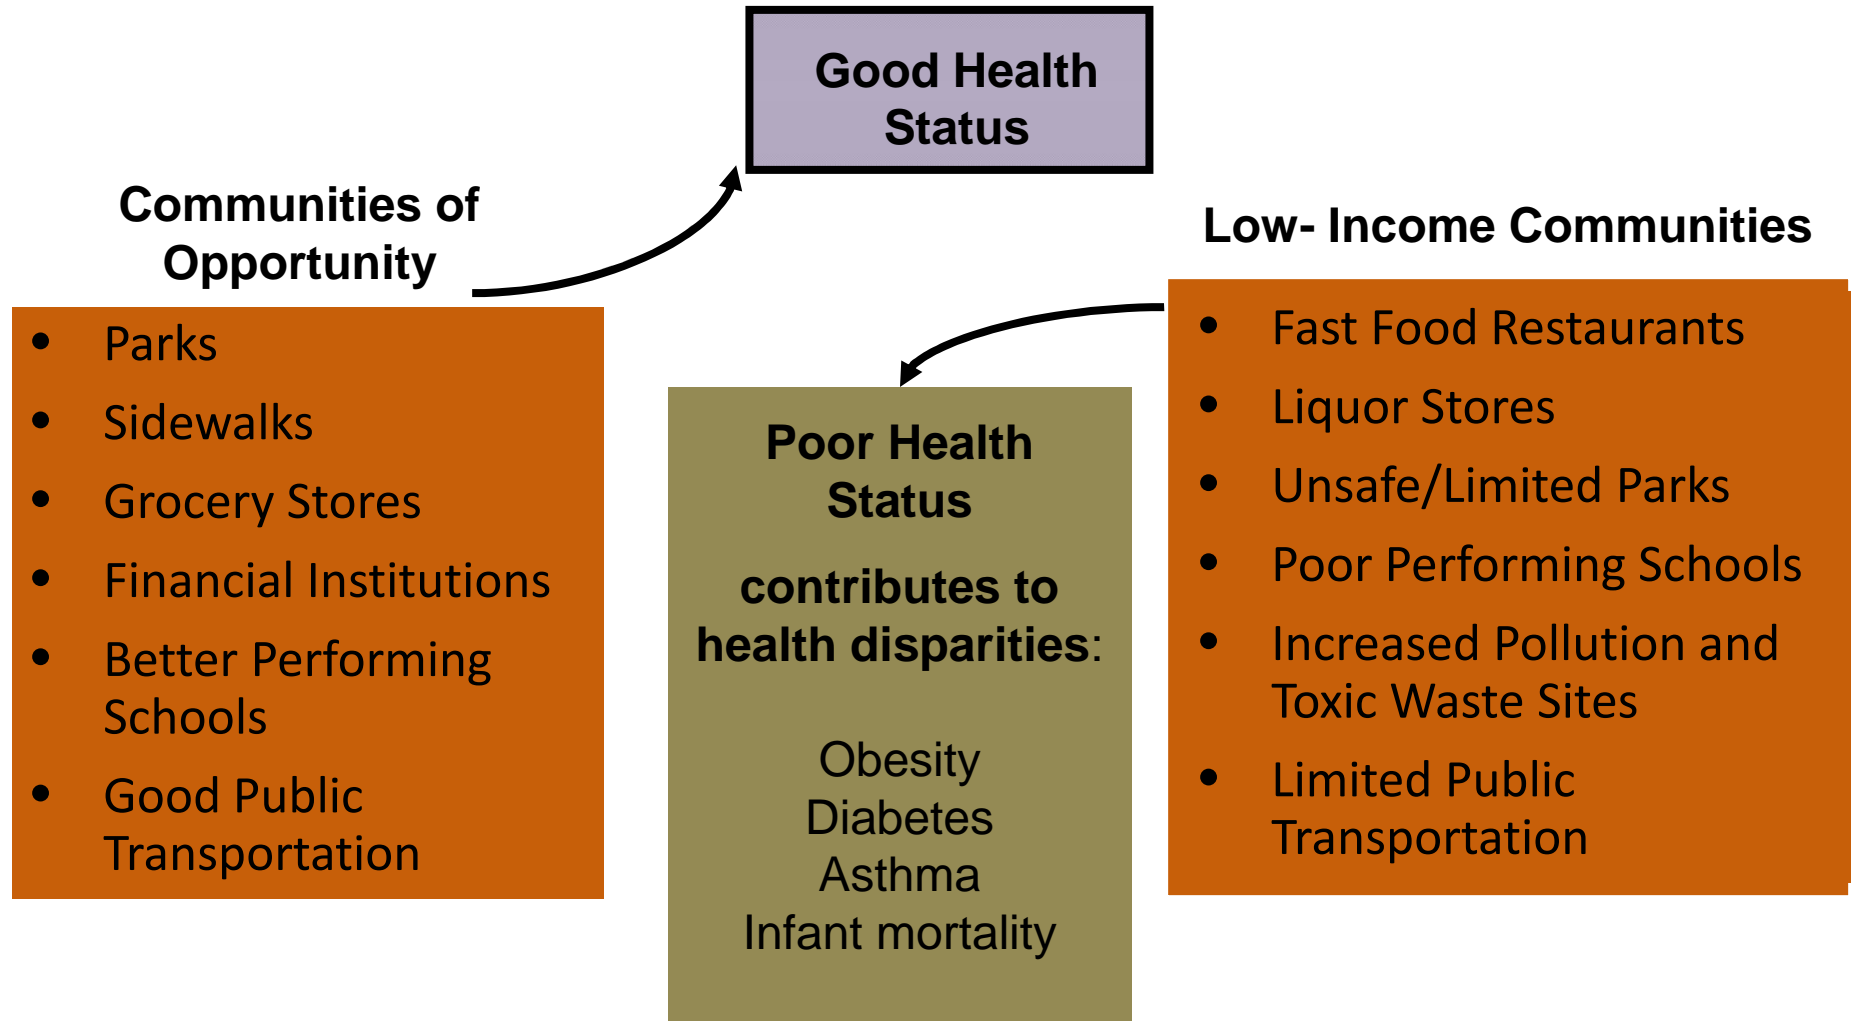 Good Health
Status
Communities of
Opportunity
• Parks
• Sidewalks
• Grocery Stores
• Financial Institutions
• Better Performing
Schools
• Good Public
Transportation
Poor Health
Status
contributes to
health disparities:
Obesity
Diabetes
Asthma
Infant mortality
Low- Income Communities
• Fast Food Restaurants
• Liquor Stores
• Unsafe/Limited Parks
• Poor Performing Schools
• Increased Pollution and
Toxic Waste Sites
• Limited Public
Transportation